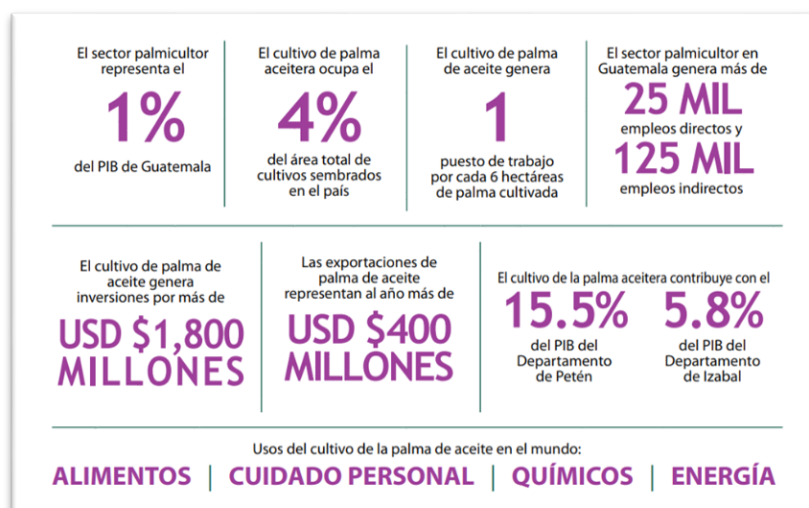 El sector palmicultor
representa el
1%
del PIB de Guatemala
El cultivo de palma
aceitera ocupa el
4%
del área total de
cultivos sembrados
en el país
El cultivo de palma
de aceite genera
1
puesto de trabajo
por cada 6 hectáreas
de palma cultivada
El sector palmicultor en
Guatemala genera más de
25 MIL
empleos directos y
125 MIL
empleos indirectos
El cultivo de palma de
aceite genera
inversiones por más de
USD $1,800
MILLONES
Las exportaciones de
palma de aceite
representan al año más de
USD $400
MILLONES
El cultivo de la palma aceitera contribuye con el
15.5%
del PIB del
Departamento
de Petén
5.8%
del PIB del
Departamento
de Izabal
Usos del cultivo de la palma de aceite en el mundo:
ALIMENTOS | CUIDADO PERSONAL | QUÍMICOS | ENERGÍA